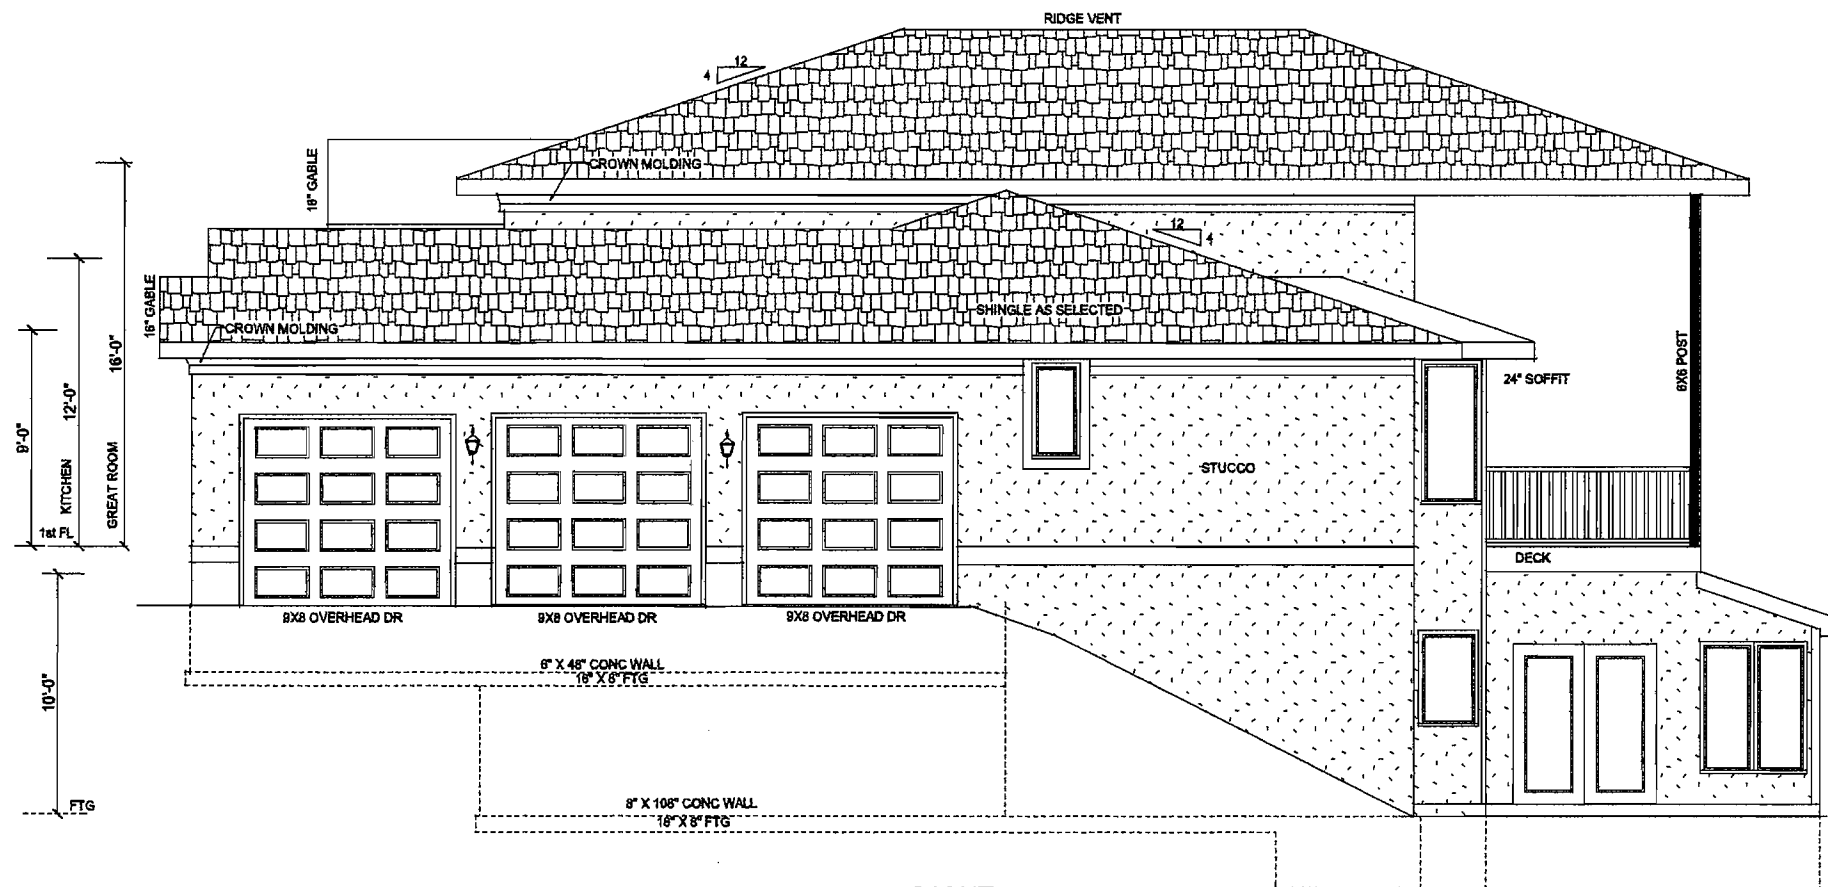 RIDGE VENT
12
4
CROWN MOLDING
18" GABLE
12
4
16" GABLE
SHINGLE AS SELECTED
CROWN MOLDING
16'-0"
12'-0"
9'-0"
6X6 POST
24" SOFFIT
KITCHEN
GREAT ROOM
STUCCO
1st FL
DECK
9X8 OVERHEAD DR
9X8 OVERHEAD DR
9X8 OVERHEAD DR
6" X 48" CONC WALL
16" X 8" FTG
10'-0"
FTG
8" X 108" CONC WALL
16" X 8" FTG